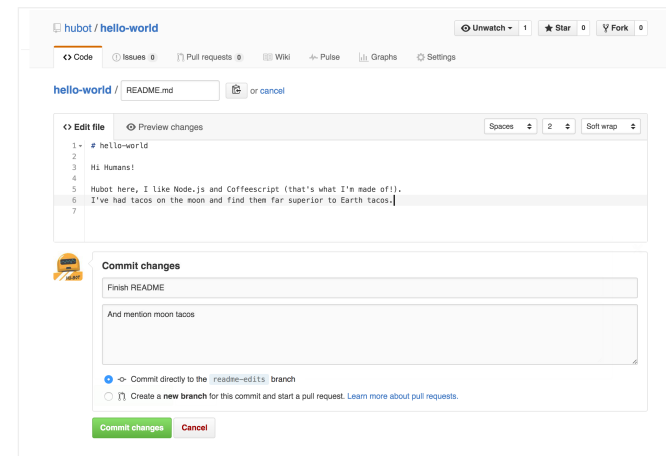 hubot / hello-world
Unwatch 1 Star 0 Fork 0
<> Code Issues 0 Pull requests 0 Wiki Pulse Graphs Settings
hello-world / README.md or cancel
<> Edit file Preview changes Spaces 2 Soft wrap
1 # hello-world
2
3 Hi Humans!
4
5 Hubot here, I like Node.js and Coffeescript (that's what I'm made of!).
6 I've had tacos on the moon and find them far superior to Earth tacos.
7
HUBOT
Commit changes
Finish README
And mention moon tacos
Commit directly to the readme-edits branch
Create a new branch for this commit and start a pull request. Learn more about pull requests.
Commit changes Cancel